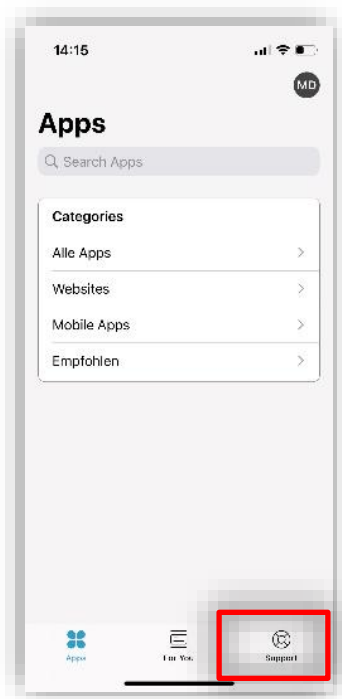 14:15
MD
Apps
Search Apps
Categories
Alle Apps
Websites
Mobile Apps
Empfohlen
Apps
For You
Support